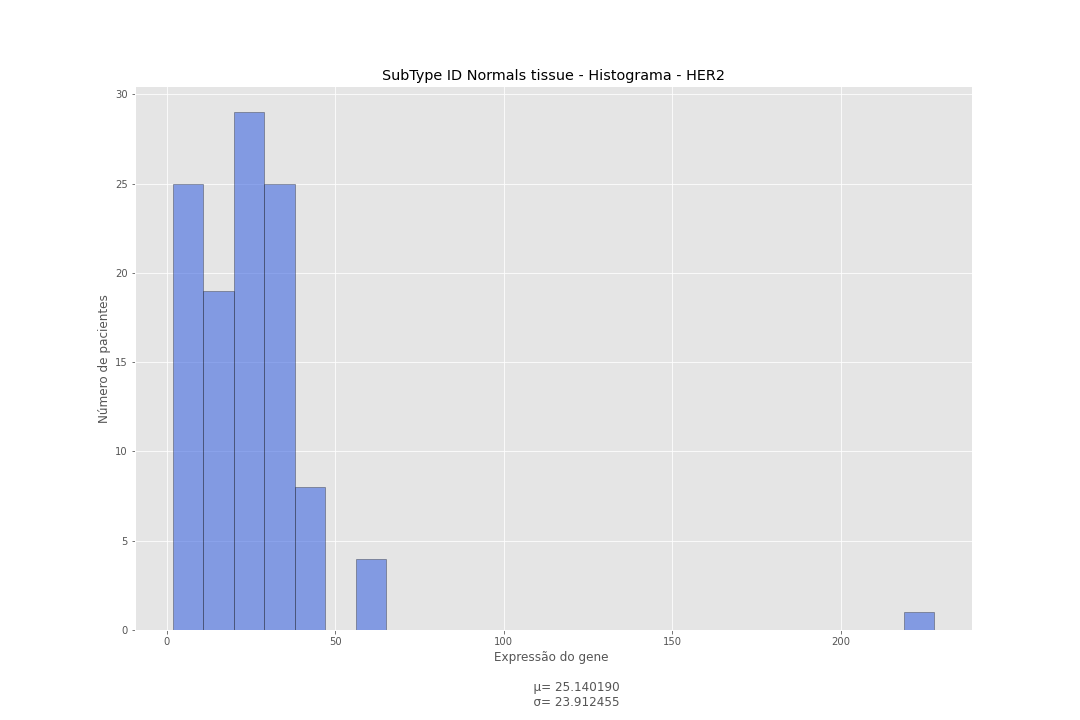 SubType ID Normals tissue - Histograma - HER2
30
25
20
15
10
5
0
Número de pacientes
0 50 100 150 200
Expressão do gene
μ= 25.140190
σ= 23.912455